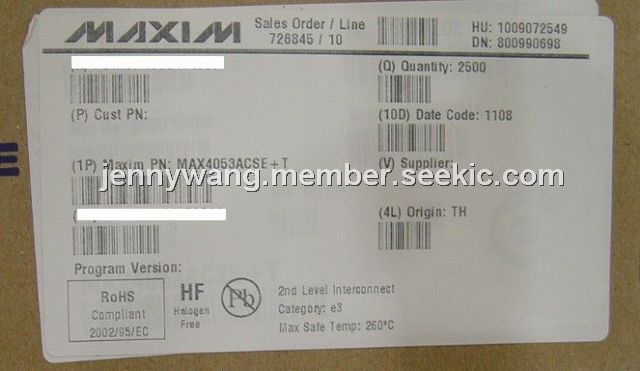 MAXIM
Sales Order / Line
726845 / 10
HU: 1009072549
DN: 800990698
(Q) Quantity: 2500
(P) Cust PN:
(10D) Date Code: 1108
(1P) Maxim PN: MAX4053ACSE+T
(V) Supplier:
jennywang.member.seekic.com
(4L) Origin: TH
Program Version:
RoHS
Compliant
2002/95/EC
HF
Halogen
Free
Pb
2nd Level Interconnect
Category: e3
Max Safe Temp: 260°C
E